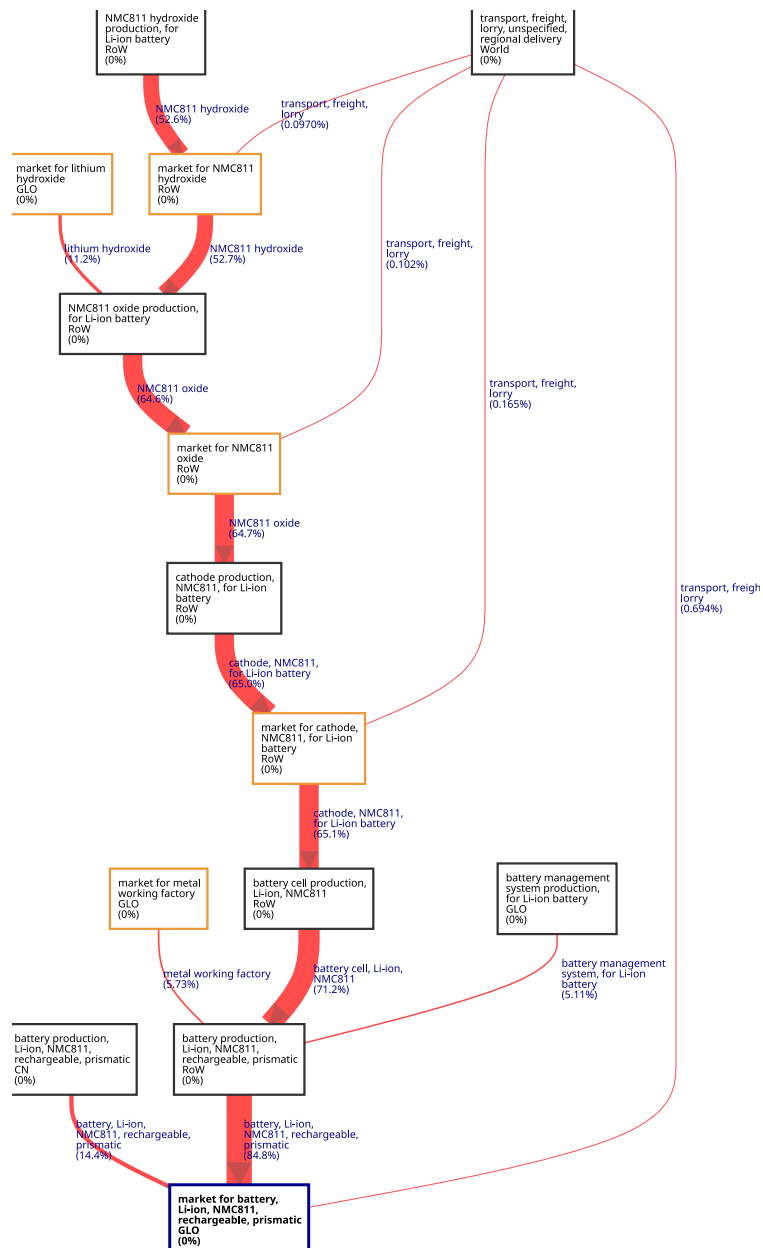 NMC811 hydroxide
production, for
Li-ion battery
RoW
(0%)
transport, freight,
lorry, unspecified,
regional delivery
World
(0%)
NMC811 hydroxide
(52.6%)
transport, freight,
lorry
(0.0970%)
market for lithium
hydroxide
GLO
(0%)
market for NMC811
hydroxide
RoW
(0%)
lithium hydroxide
(11.2%)
NMC811 hydroxide
(52.7%)
transport, freight,
lorry
(0.102%)
NMC811 oxide production,
for Li-ion battery
RoW
(0%)
NMC811 oxide
(64.6%)
transport, freight,
lorry
(0.165%)
market for NMC811
oxide
RoW
(0%)
NMC811 oxide
(64.7%)
cathode production,
NMC811, for Li-ion
battery
RoW
(0%)
transport, freigh
lorry
(0.694%)
cathode, NMC811,
for Li-ion battery
(65.0%)
market for cathode,
NMC811, for Li-ion
battery
RoW
(0%)
cathode, NMC811,
for Li-ion battery
(65.1%)
market for metal
working factory
GLO
(0%)
battery cell production,
Li-ion, NMC811
RoW
(0%)
battery management
system production,
for Li-ion battery
GLO
(0%)
metal working factory
(5.73%)
battery cell, Li-ion,
NMC811
(71.2%)
battery management
system, for Li-ion
battery
(5.11%)
battery production,
Li-ion, NMC811,
rechargeable, prismatic
CN
(0%)
battery production,
Li-ion, NMC811,
rechargeable, prismatic
RoW
(0%)
battery, Li-ion,
NMC811, rechargeable,
prismatic
(14.4%)
battery, Li-ion,
NMC811, rechargeable,
prismatic
(84.8%)
market for battery,
Li-ion, NMC811,
rechargeable, prismatic
GLO
(0%)